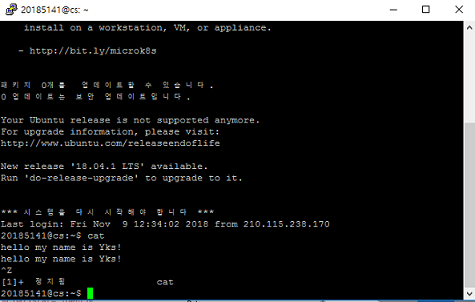 20185141@cs: ~
install on a workstation, VM, or appliance.
- http://bit.ly/microk8s
패키지 0개를 업데이트할 수 있습니다.
0 업데이트는 보안 업데이트입니다.
Your Ubuntu release is not supported anymore.
For upgrade information, please visit:
http://www.ubuntu.com/releaseendoflife
New release '18.04.1 LTS' available.
Run 'do-release-upgrade' to upgrade to it.
*** 시스템을 다시 시작해야 합니다 ***
Last login: Fri Nov  9 12:34:02 2018 from 210.115.238.170
20185141@cs:~$ cat
hello my name is Yks!
hello my name is Yks!
^Z
[1]+  정지됨                 cat
20185141@cs:~$